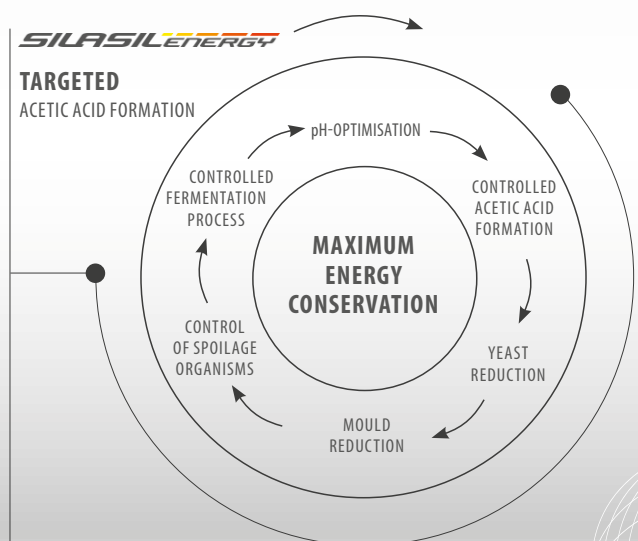 SILASIL ENERGY
TARGETED
ACETIC ACID FORMATION
pH-OPTIMISATION
CONTROLLED
ACETIC ACID
FORMATION
YEAST
REDUCTION
MOULD
REDUCTION
CONTROL
OF SPOILAGE
ORGANISMS
CONTROLLED
FERMENTATION
PROCESS
MAXIMUM
ENERGY
CONSERVATION